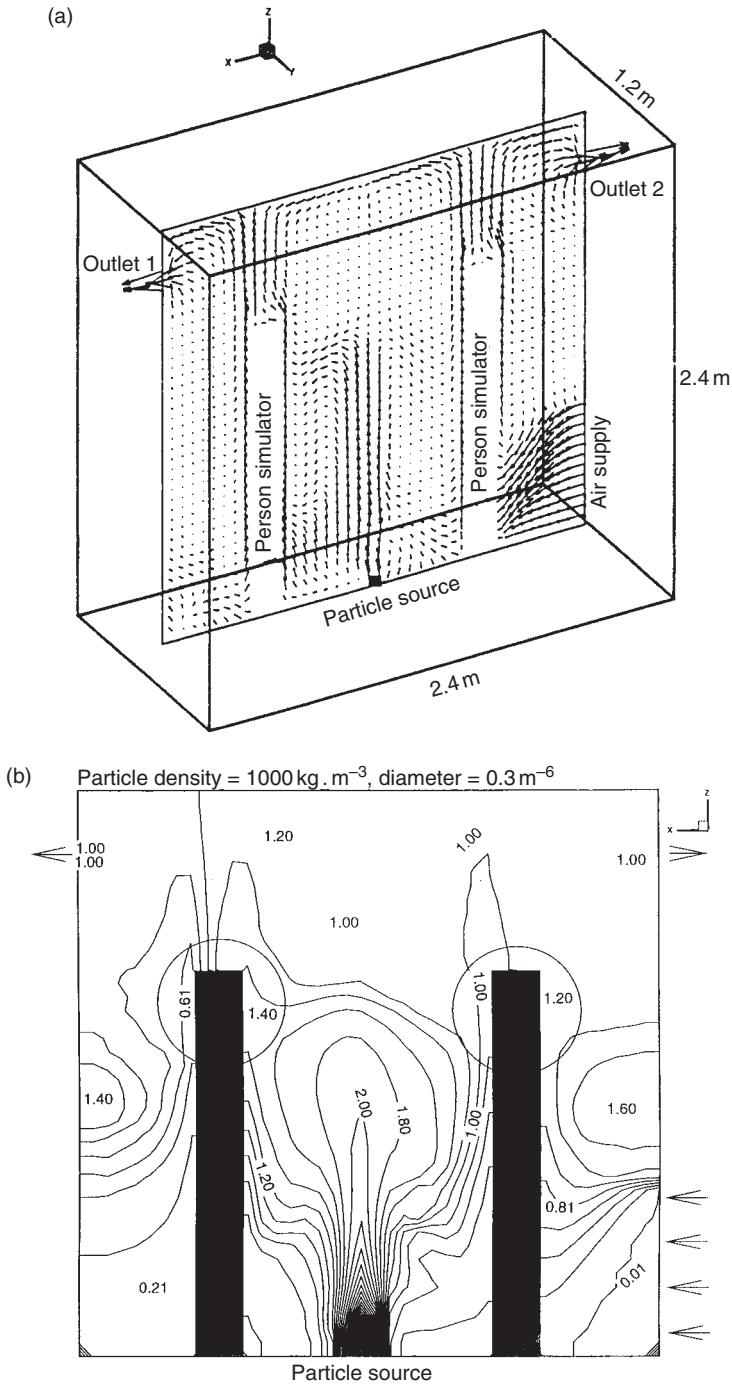 (a)
z
x
Y
1.2 m
Outlet 2
Outlet 1
Person simulator
Person simulator
2.4 m
Air supply
Particle source
2.4 m
(b)
Particle density = 1000 kg . m⁻³, diameter = 0.3 m⁻⁶
z
x
1.00
1.00
1.20
1.00
1.00
1.00
0.61
1.40
1.00
1.20
1.40
2.00
1.80
1.00
1.60
1.20
0.81
0.21
0.01
Particle source